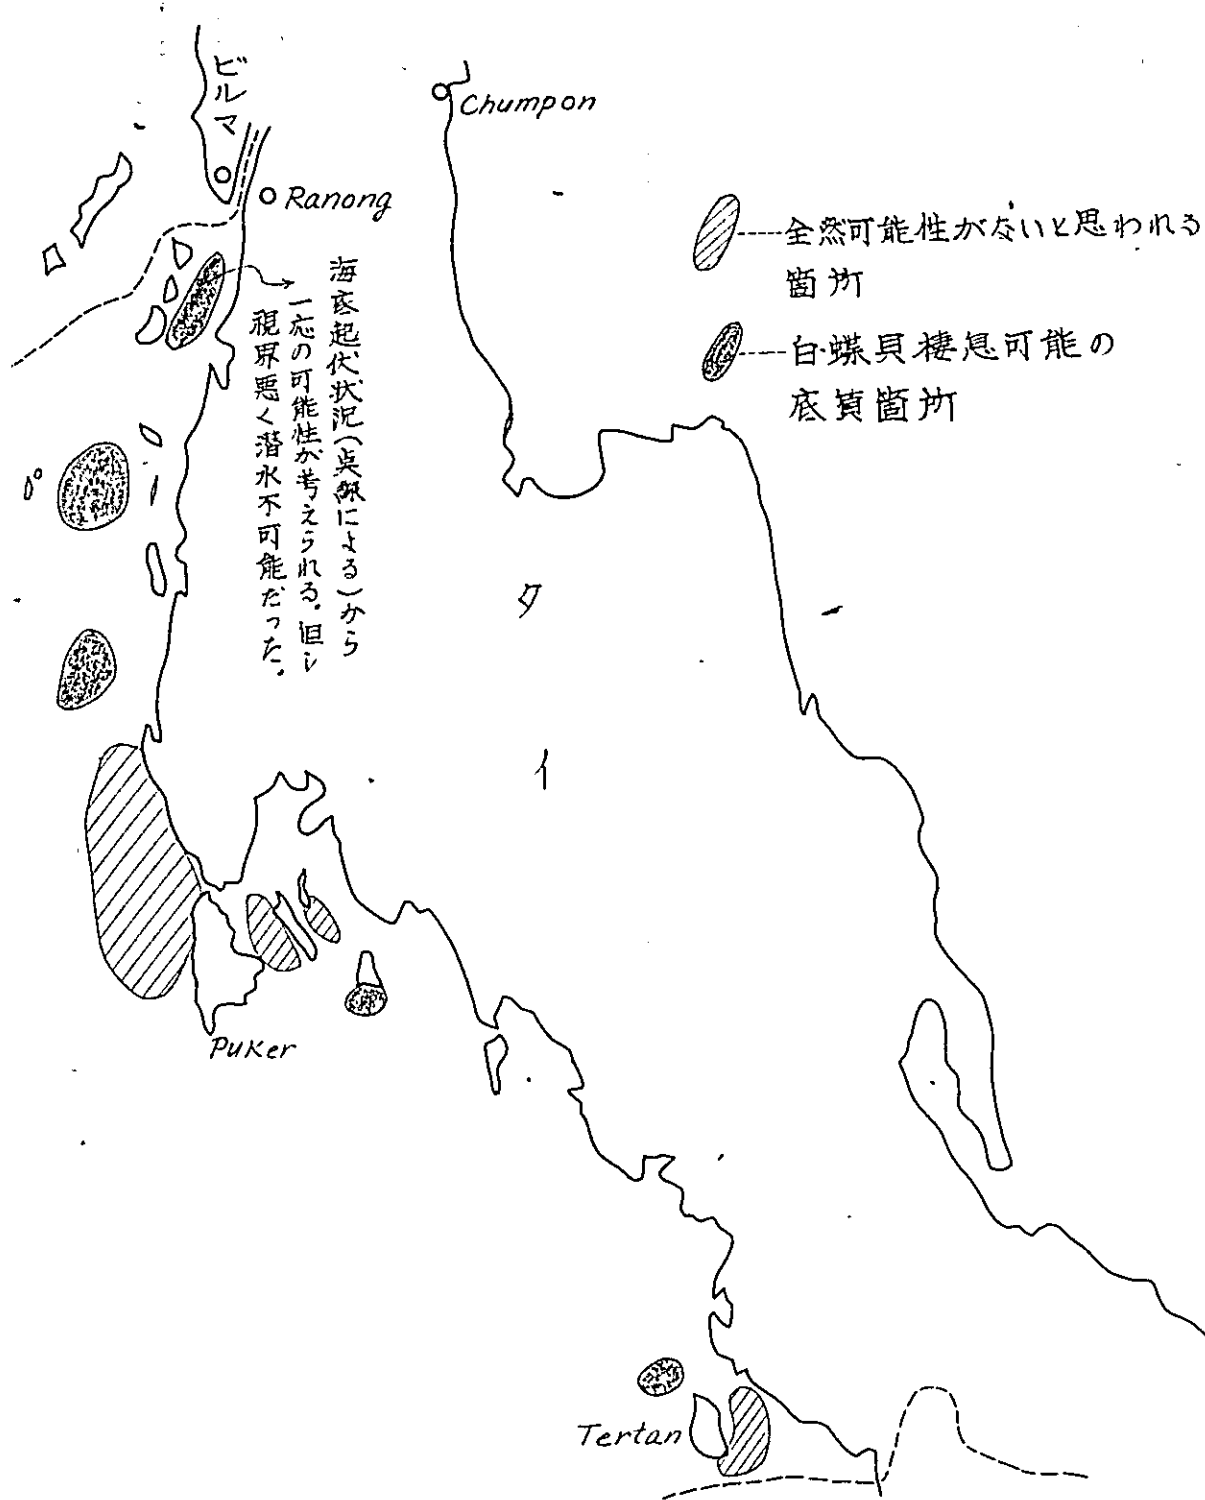 ビルマ
Chumpon
Ranong
全然可能性がないと思われる
箇所
白蝶貝棲息可能の
底質箇所
海底起伏状況(点線による)から
一応の可能性が考えられる。但し
視界悪く潜水不可能だった。
タイ
Puker
Tertan